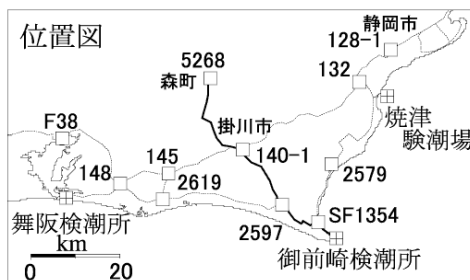 位置図
静岡市
128-1
5268
132
森町
F38
掛川市
焼津
験潮場
140-1
148
145
2579
2619
SF1354
舞阪検潮所
2597
km
御前崎検潮所
0
20